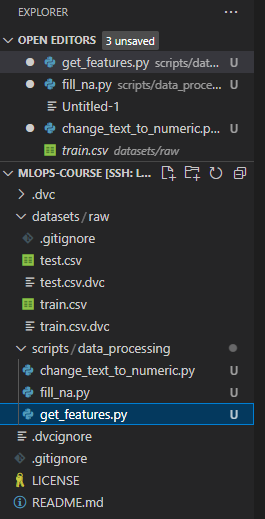 EXPLORER ...
OPEN EDITORS 3 unsaved
get_features.py scripts/dat... U
fill_na.py scripts/data_proce... U
Untitled-1
change_text_to_numeric.p... U
train.csv datasets/raw
MLOPS-COURSE [SSH: L...
.dvc
datasets/raw
.gitignore
test.csv
test.csv.dvc
train.csv
train.csv.dvc
scripts/data_processing
change_text_to_numeric.py U
fill_na.py U
get_features.py U
.dvcignore
.gitignore
LICENSE
README.md